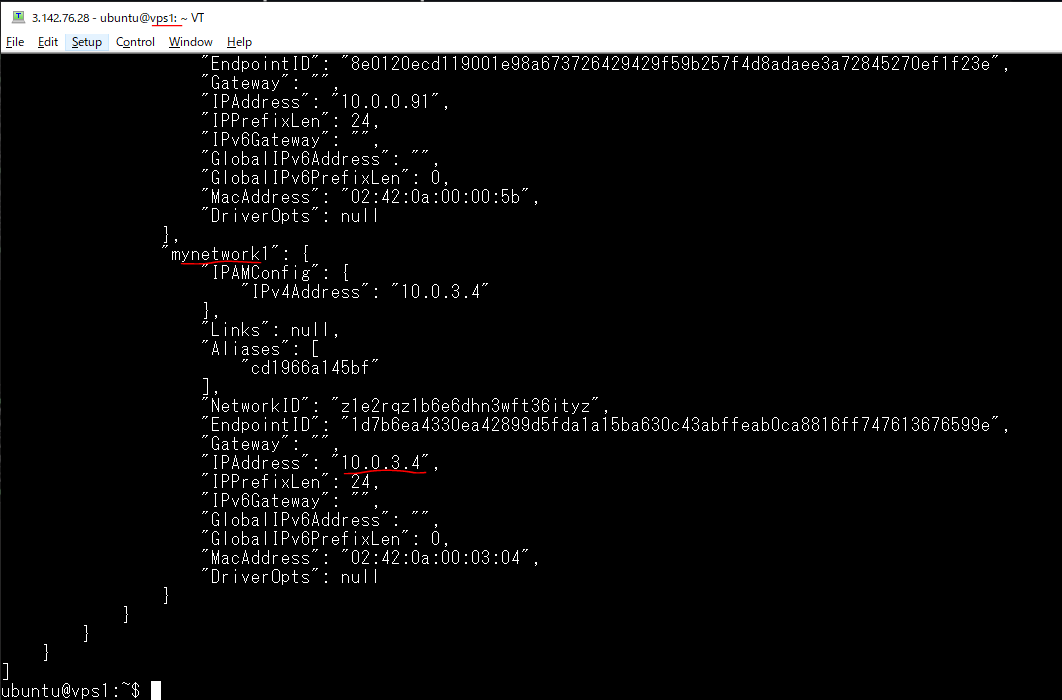 3.142.76.28 - ubuntu@vps1: ~ VT
File Edit Setup Control Window Help
"EndpointID": "8e0120ecd119001e98a673726429429f59b257f4d8adaee3a72845270ef1f23e",
"Gateway": "",
"IPAddress": "10.0.0.91",
"IPPrefixLen": 24,
"IPv6Gateway": "",
"GlobalIPv6Address": "",
"GlobalIPv6PrefixLen": 0,
"MacAddress": "02:42:0a:00:00:5b",
"DriverOpts": null
},
"mynetwork1": {
"IPAMConfig": {
"IPv4Address": "10.0.3.4"
},
"Links": null,
"Aliases": [
"cd1966a145bf"
],
"NetworkID": "z1e2rqz1b6e6dhn3wft36ityz",
"EndpointID": "1d7b6ea4330ea42899d5fda1a15ba630c43abffeab0ca8816ff747613676599e",
"Gateway": "",
"IPAddress": "10.0.3.4",
"IPPrefixLen": 24,
"IPv6Gateway": "",
"GlobalIPv6Address": "",
"GlobalIPv6PrefixLen": 0,
"MacAddress": "02:42:0a:00:03:04",
"DriverOpts": null
}
}
}
}
]
ubuntu@vps1:~$